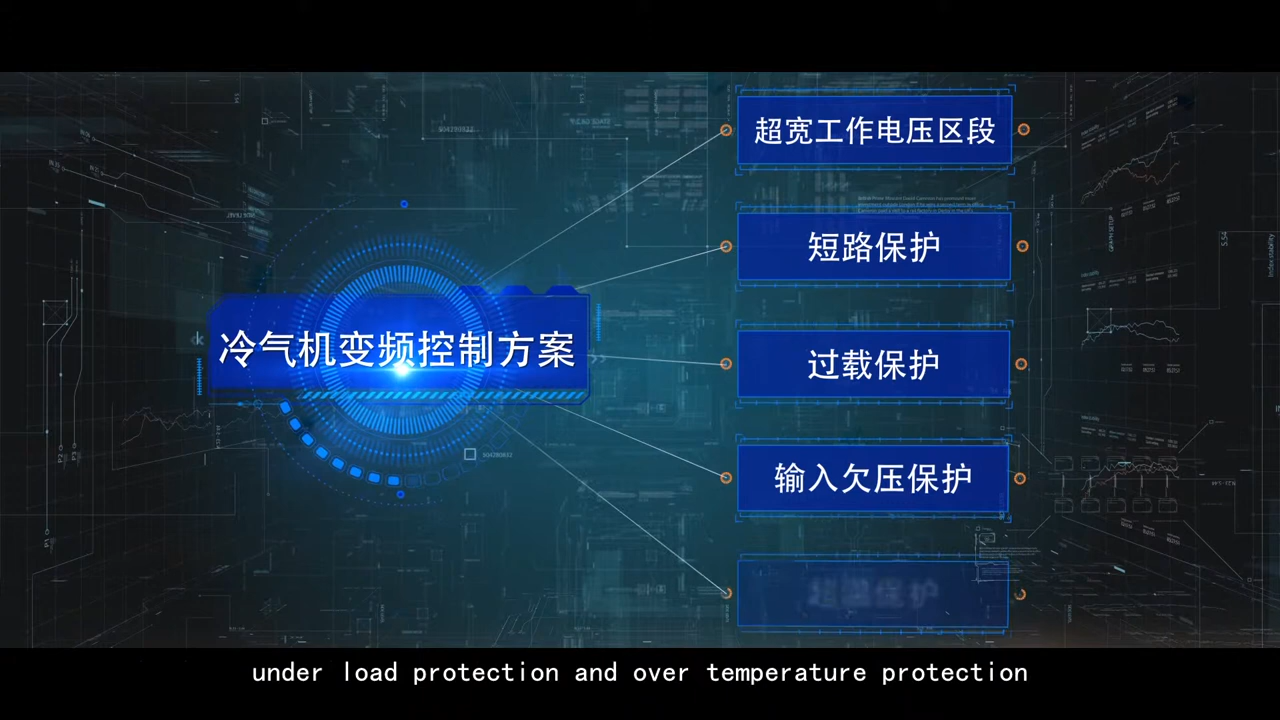 超宽工作电压区段
短路保护
冷气机变频控制方案
过载保护
输入欠压保护
under load protection and over temperature protection